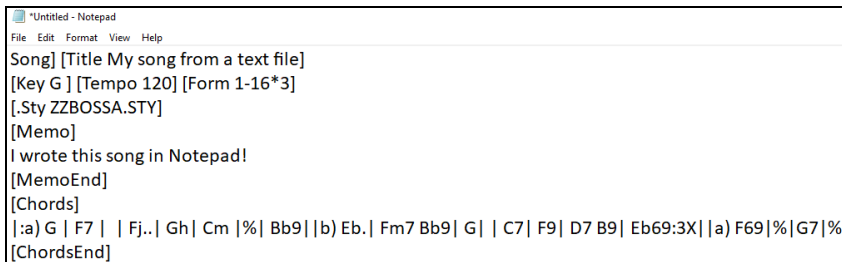 *Untitled - Notepad
File Edit Format View Help
Song] [Title My song from a text file]
[Key G ] [Tempo 120] [Form 1-16*3]
[.Sty ZZBOSSA.STY]
[Memo]
I wrote this song in Notepad!
[MemoEnd]
[Chords]
|:a) G | F7 | | Fj..| Gh| Cm |%| Bb9||b) Eb.| Fm7 Bb9| G| | C7| F9| D7 B9| Eb69:3X||a) F69|%|G7|%
[ChordsEnd]